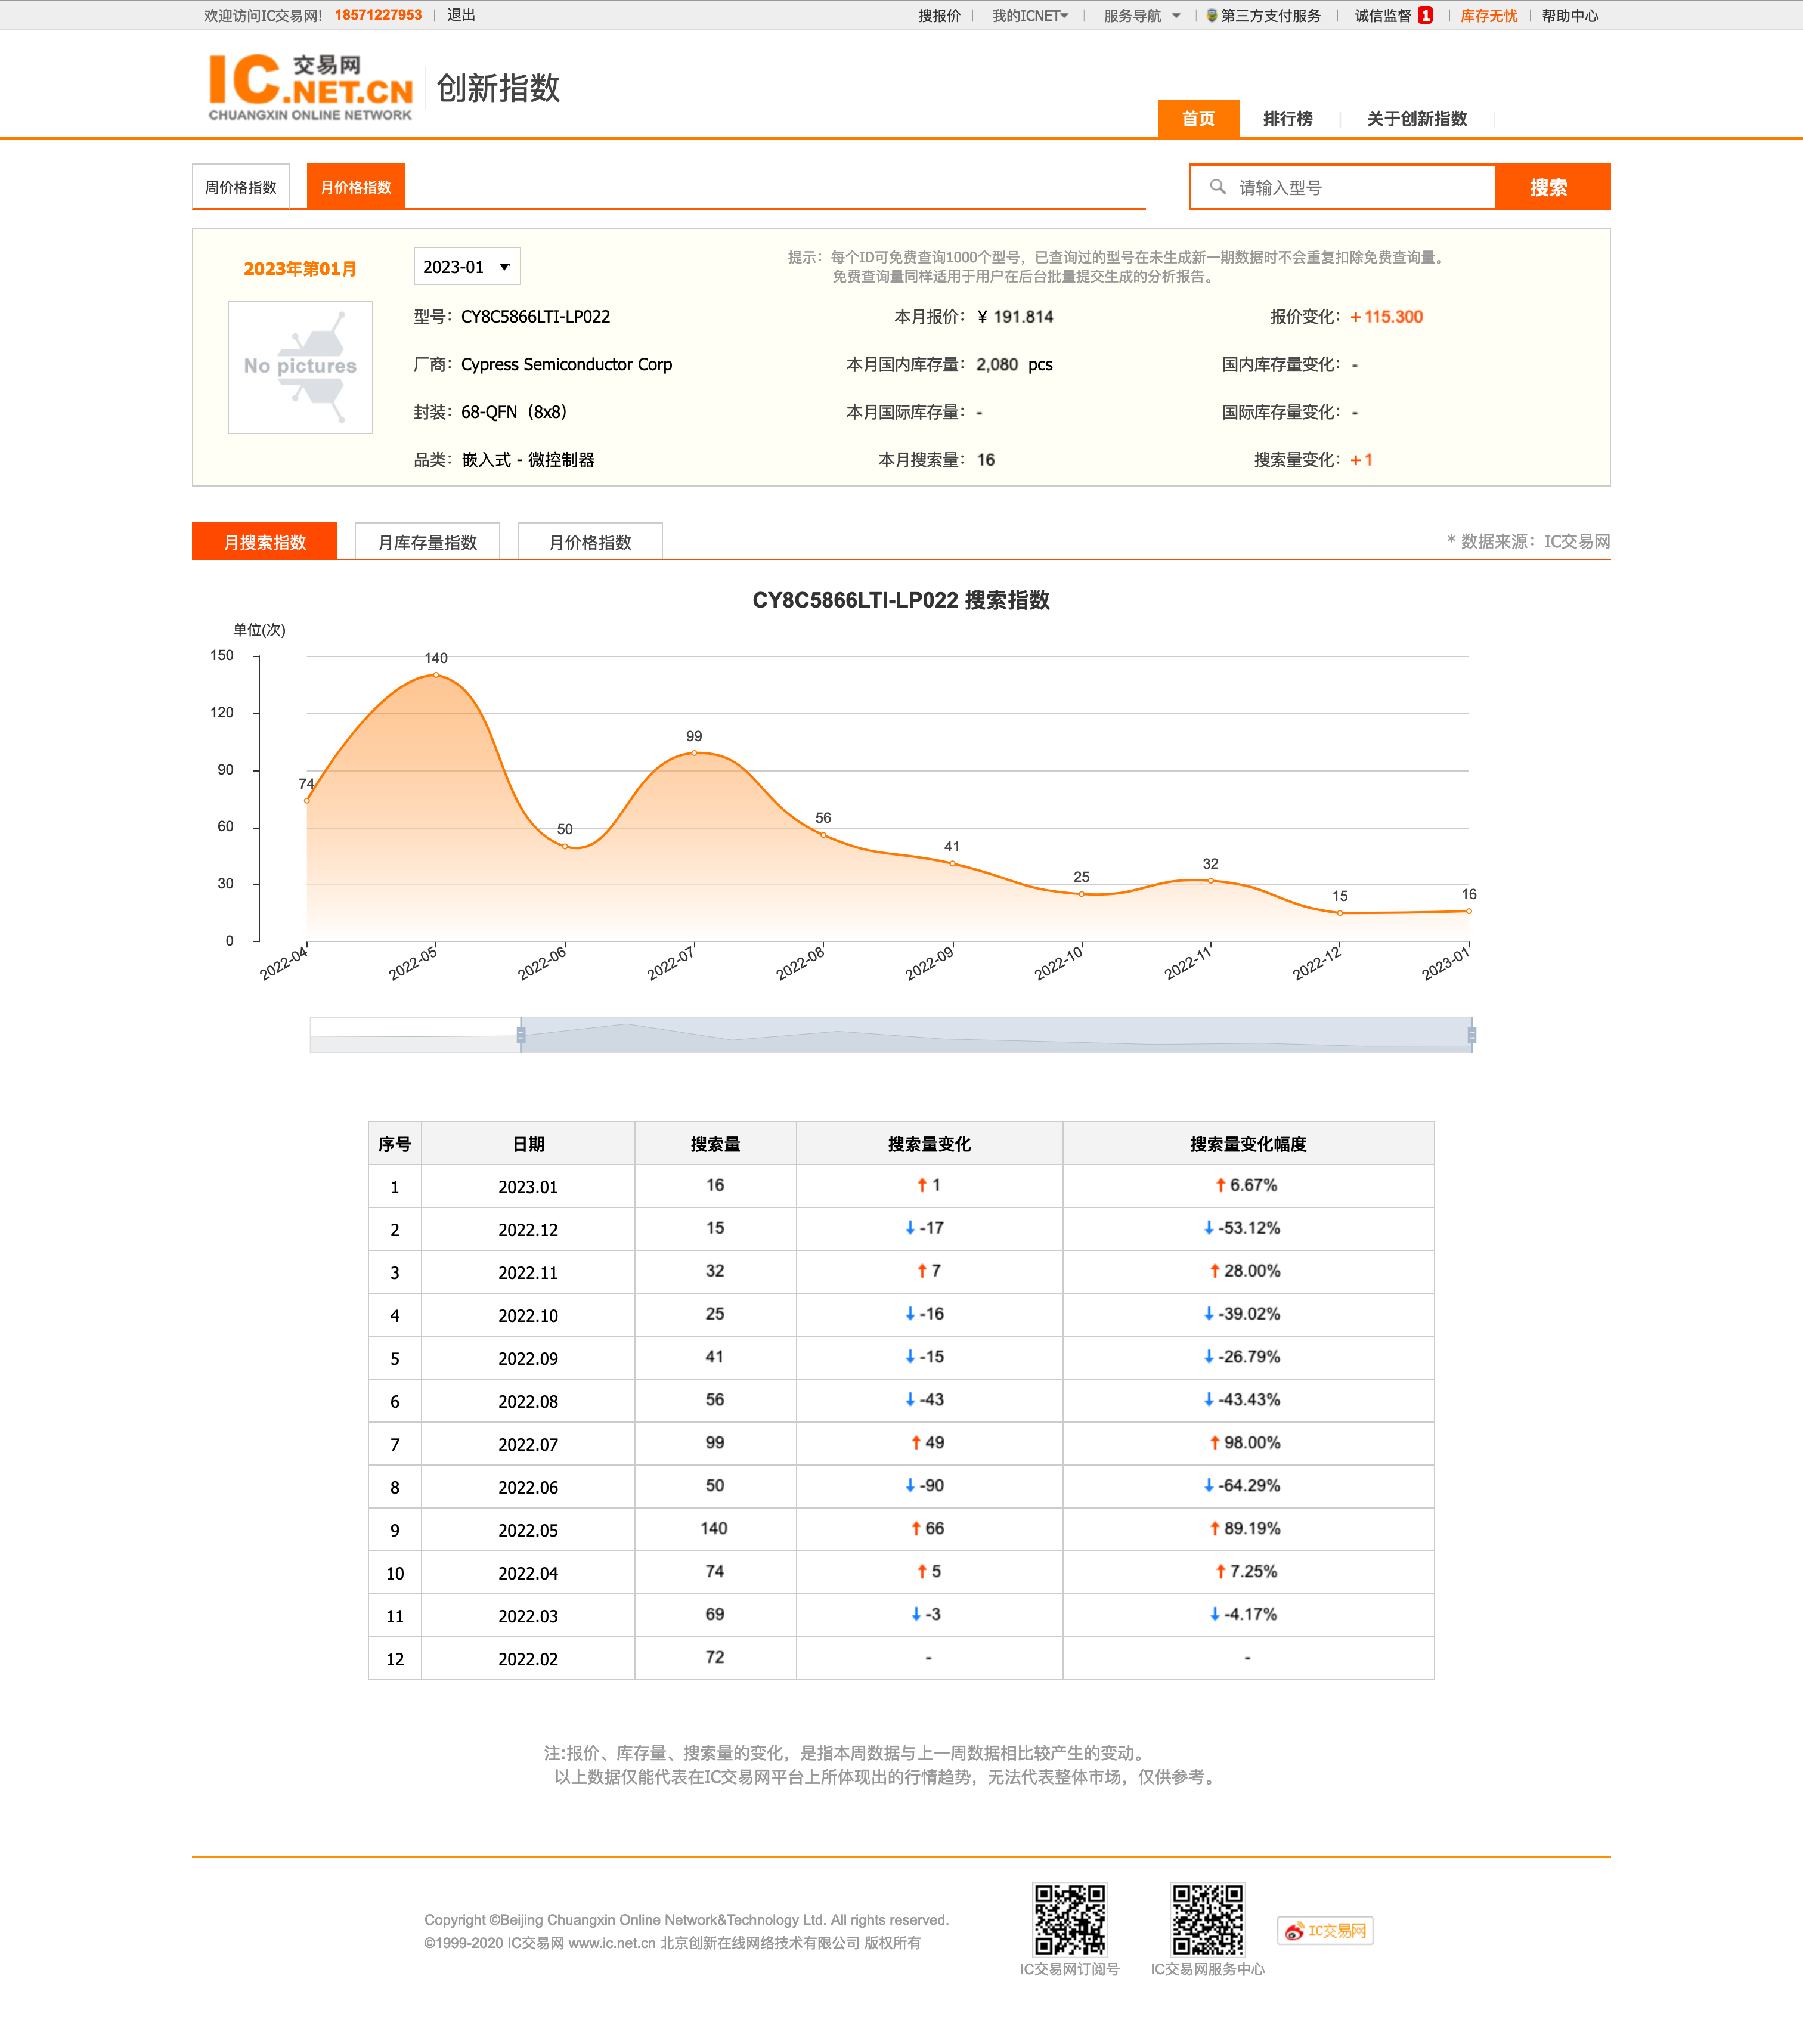 欢迎访问IC交易网! 18571227953 | 退出 搜报价 | 我的ICNET | 服务导航 | 第三方支付服务 | 诚信监督 1 | 库存无忧 | 帮助中心
IC 交易网 .NET.CN
CHUANGXIN ONLINE NETWORK
创新指数
首页 排行榜 关于创新指数
周价格指数 月价格指数 请输入型号 搜索
2023年第01月 2023-01
提示：每个ID可免费查询1000个型号，已查询过的型号在未生成新一期数据时不会重复扣除免费查询量。
免费查询量同样适用于用户在后台批量提交生成的分析报告。
No pictures
型号：CY8C5866LTI-LP022 本月报价：¥ 191.814 报价变化：+115.300
厂商：Cypress Semiconductor Corp 本月国内库存量：2,080 pcs 国内库存量变化：-
封装：68-QFN（8x8） 本月国际库存量：- 国际库存量变化：-
品类：嵌入式 - 微控制器 本月搜索量：16 搜索量变化：+1
月搜索指数 月库存量指数 月价格指数 * 数据来源：IC交易网
CY8C5866LTI-LP022 搜索指数
单位(次)
150
120
90
60
30
0
74 140 50 99 56 41 25 32 15 16
2022-04 2022-05 2022-06 2022-07 2022-08 2022-09 2022-10 2022-11 2022-12 2023-01
序号 日期 搜索量 搜索量变化 搜索量变化幅度
1 2023.01 16 ↑ 1 ↑ 6.67%
2 2022.12 15 ↓ -17 ↓ -53.12%
3 2022.11 32 ↑ 7 ↑ 28.00%
4 2022.10 25 ↓ -16 ↓ -39.02%
5 2022.09 41 ↓ -15 ↓ -26.79%
6 2022.08 56 ↓ -43 ↓ -43.43%
7 2022.07 99 ↑ 49 ↑ 98.00%
8 2022.06 50 ↓ -90 ↓ -64.29%
9 2022.05 140 ↑ 66 ↑ 89.19%
10 2022.04 74 ↑ 5 ↑ 7.25%
11 2022.03 69 ↓ -3 ↓ -4.17%
12 2022.02 72 - -
注:报价、库存量、搜索量的变化，是指本周数据与上一周数据相比较产生的变动。
以上数据仅能代表在IC交易网平台上所体现出的行情趋势，无法代表整体市场，仅供参考。
Copyright ©Beijing Chuangxin Online Network&Technology Ltd. All rights reserved.
©1999-2020 IC交易网 www.ic.net.cn 北京创新在线网络技术有限公司 版权所有
IC交易网订阅号 IC交易网服务中心 IC交易网